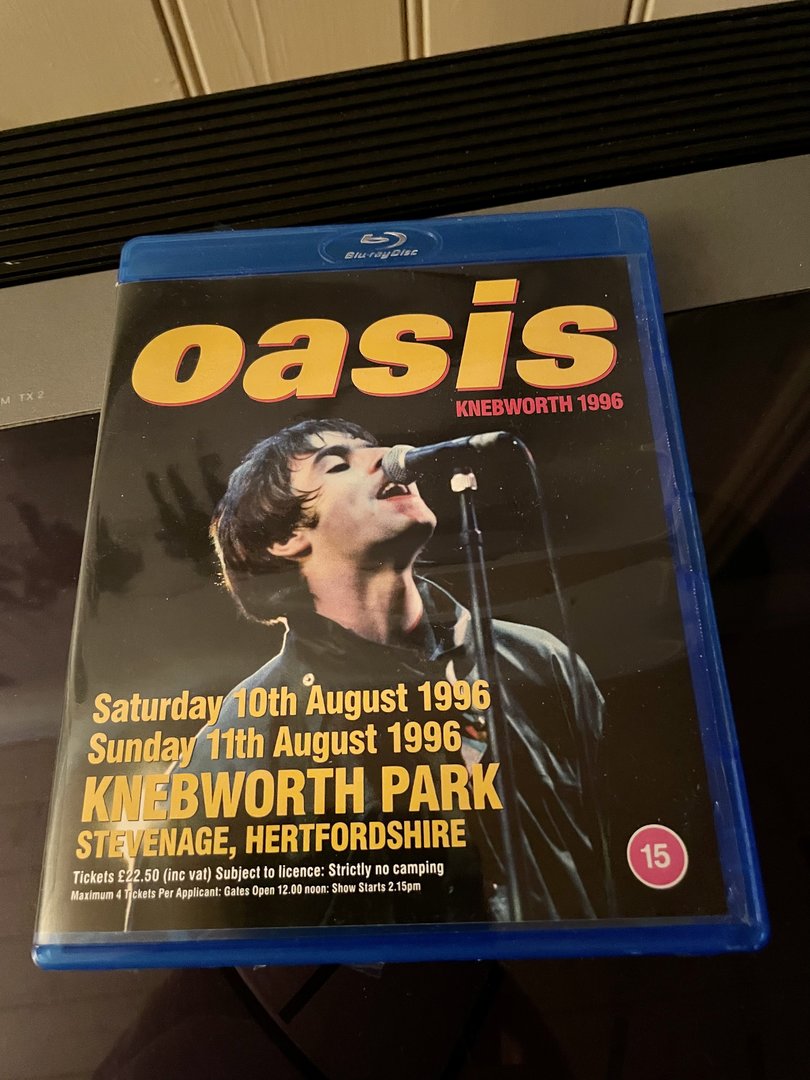 Blu-ray Disc
oasis
KNEBWORTH 1996
M TX 2
Saturday 10th August 1996
Sunday 11th August 1996
KNEBWORTH PARK
STEVENAGE, HERTFORDSHIRE
15
Tickets £22.50 (inc vat) Subject to licence: Strictly no camping
Maximum 4 Tickets Per Applicant: Gates Open 12.00 noon: Show Starts 2.15pm